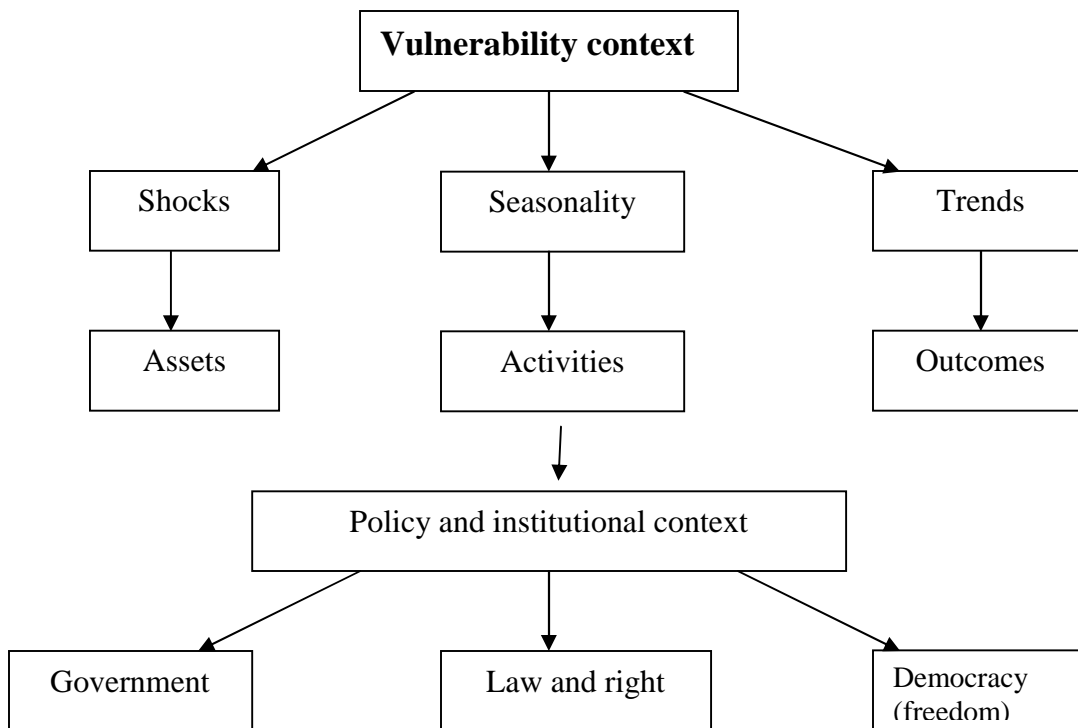 Vulnerability context
Shocks
Seasonality
Trends
Assets
Activities
Outcomes
Policy and institutional context
Government
Law and right
Democracy
(freedom)